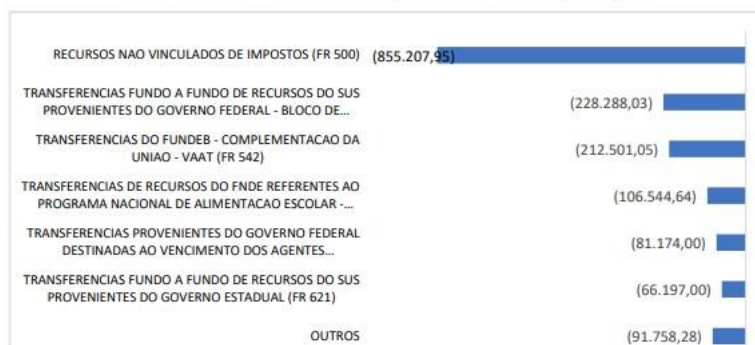 RECURSOS NAO VINCULADOS DE IMPOSTOS (FR 500) (855.207,95)
TRANSFERENCIAS FUNDO A FUNDO DE RECURSOS DO SUS
PROVENIENTES DO GOVERNO FEDERAL - BLOCO DE...
(228.288,03)
TRANSFERENCIAS DO FUNDEB - COMPLEMENTACAO DA
UNIAO - VAAT (FR 542)
(212.501,05)
TRANSFERENCIAS DE RECURSOS DO FNDE REFERENTES AO
PROGRAMA NACIONAL DE ALIMENTACAO ESCOLAR -...
(106.544,64)
TRANSFERENCIAS PROVENIENTES DO GOVERNO FEDERAL
DESTINADAS AO VENCIMENTO DOS AGENTES...
(81.174,00)
TRANSFERENCIAS FUNDO A FUNDO DE RECURSOS DO SUS
PROVENIENTES DO GOVERNO ESTADUAL (FR 621)
(66.197,00)
OUTROS (91.758,28)